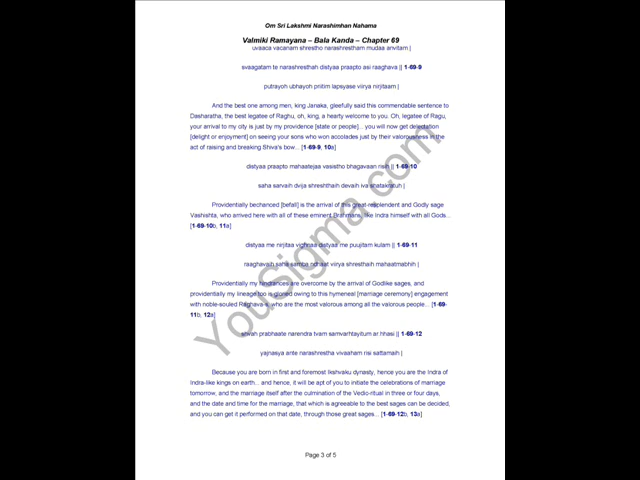 Om Sri Lakshmi Narashimhan Nahama
Valmiki Ramayana – Bala Kanda – Chapter 69
uvaaca vacanam shrestho narashrestham mudaa anvitam |
svaagatam te narashresthah distyaa praapto asi raaghava || 1-69-9
putrayoh ubhayoh priitim lapsyase viirya nirjitaam |
And the best one among men, king Janaka, gleefully said this commendable sentence to
Dasharatha, the best legatee of Raghu, oh, king, a hearty welcome to you. Oh, legatee of Ragu,
your arrival to my city is just by my providence [state or people]... you will now get delectation
[delight or enjoyment] on seeing your sons who won accolades just by their valorousness in the
act of raising and breaking Shiva's bow... [1-69-9, 10a]
distyaa praapto mahaatejaa vasistho bhagavaan risih || 1-69-10
saha sarvaih dvija shreshthaih devaih iva shatakratuh |
Providentially bechanced [befall] is the arrival of this great-resplendent and Godly sage
Vashishta, who arrived here with all of these eminent Brahmans, like Indra himself with all Gods...
[1-69-10b, 11a]
distyaa me nirjitaa vighnaa distyaa me puujitam kulam || 1-69-11
raaghavaih saha sambandhaat viirya shresthaih mahaatmabhih |
Providentially my hindrances are overcome by the arrival of Godlike sages, and
providentially my lineage too is gloried owing to this hymeneal [marriage ceremony] engagement
with noble-souled Raghava-s, who are the most valorous among all the valorous people... [1-69-
11b, 12a]
shvah prabhaate narendra tvam samvarhtayitum ar hhasi || 1-69-12
yajnasya ante narashrestha vivaaham risi sattamaih |
Because you are born in first and foremost Ikshvaku dynasty, hence you are the Indra of
Indra-like kings on earth... and hence, it will be apt of you to initiate the celebrations of marriage
tomorrow, and the marriage itself after the culmination of the Vedic-ritual in three or four days,
and the date and time for the marriage, that which is agreeable to the best sages can be decided,
and you can get it performed on that date, through those great sages... [1-69-12b, 13a]
YouSigma.com
Page 3 of 5